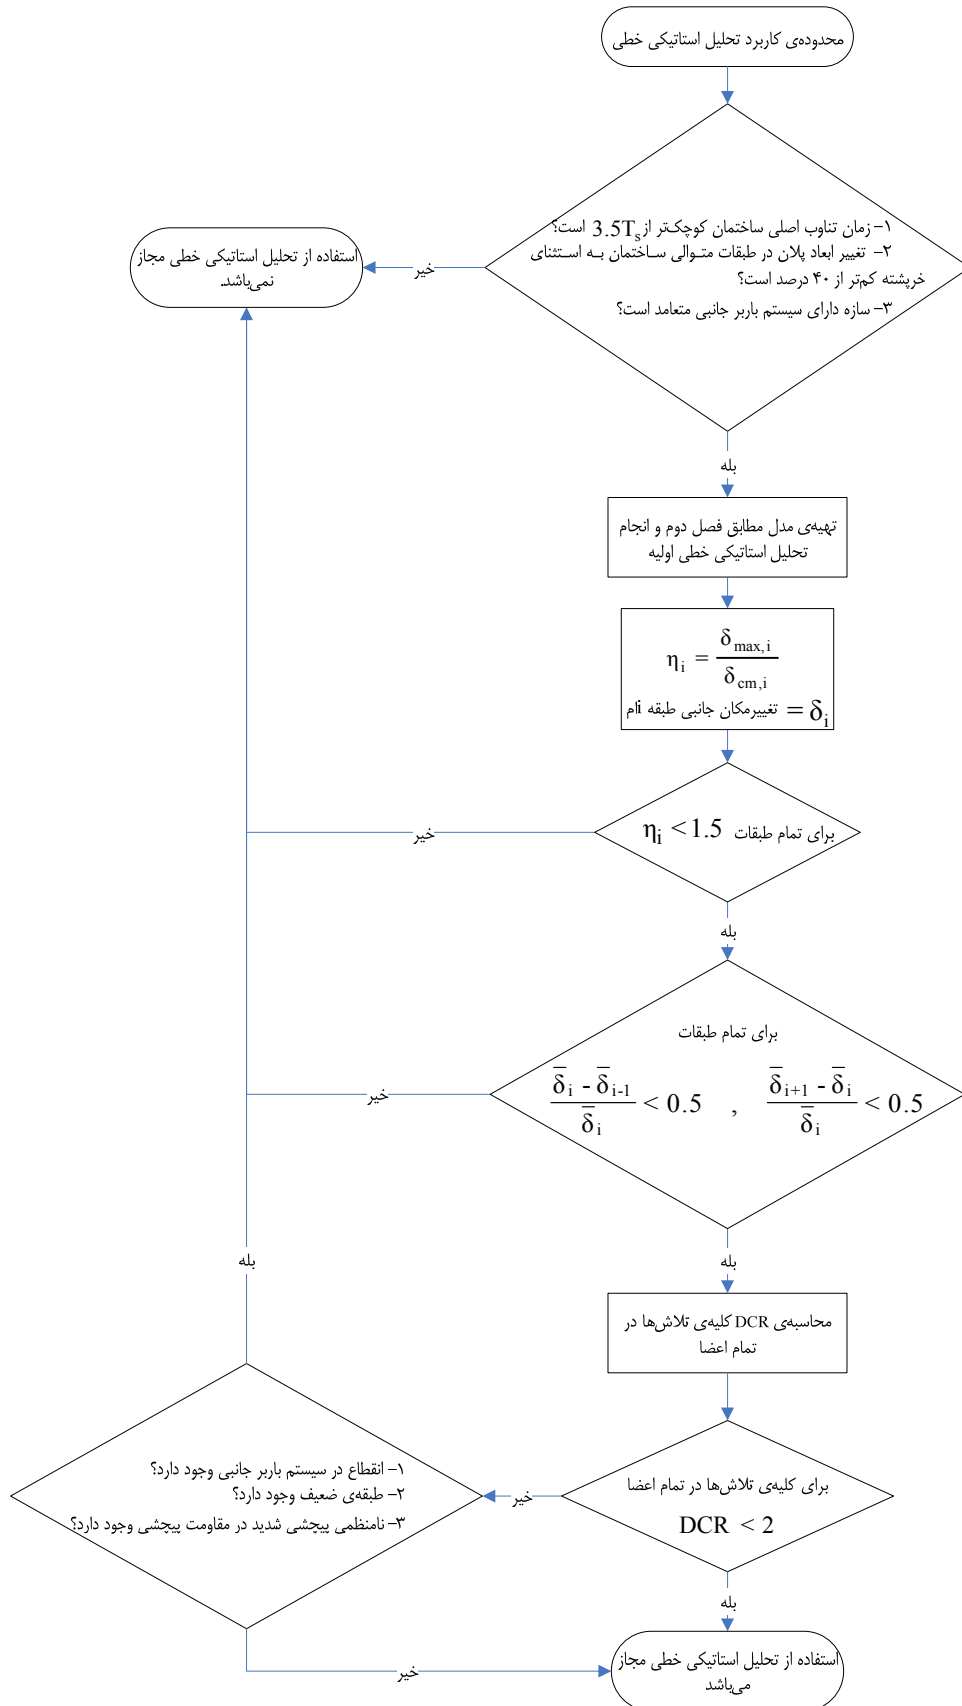 محدوده‌ی کاربرد تحلیل استاتیکی خطی
۱- زمان تناوب اصلی ساختمان کوچک‌تر از 3.5Ts است؟
۲- تغییر ابعاد پلان در طبقات متوالی ساختمان به استثنای
خرپشته کم‌تر از ۴۰ درصد است؟
۳- سازه دارای سیستم باربر جانبی متعامد است؟
خیر
استفاده از تحلیل استاتیکی خطی مجاز
نمی‌باشد.
بله
تهیه‌ی مدل مطابق فصل دوم و انجام
تحلیل استاتیکی خطی اولیه
ηi = δmax,i / δcm,i
δi = تغییرمکان جانبی طبقه iام
برای تمام طبقات ηi < 1.5
خیر
بله
برای تمام طبقات
(δ̄i - δ̄i-1) / δ̄i < 0.5 , (δ̄i+1 - δ̄i) / δ̄i < 0.5
خیر
بله
محاسبه‌ی DCR کلیه‌ی تلاش‌ها در
تمام اعضا
برای کلیه‌ی تلاش‌ها در تمام اعضا
DCR < 2
خیر
۱- انقطاع در سیستم باربر جانبی وجود دارد؟
۲- طبقه‌ی ضعیف وجود دارد؟
۳- نامنظمی پیچشی شدید در مقاومت پیچشی وجود دارد؟
بله
خیر
بله
استفاده از تحلیل استاتیکی خطی مجاز
می‌باشد